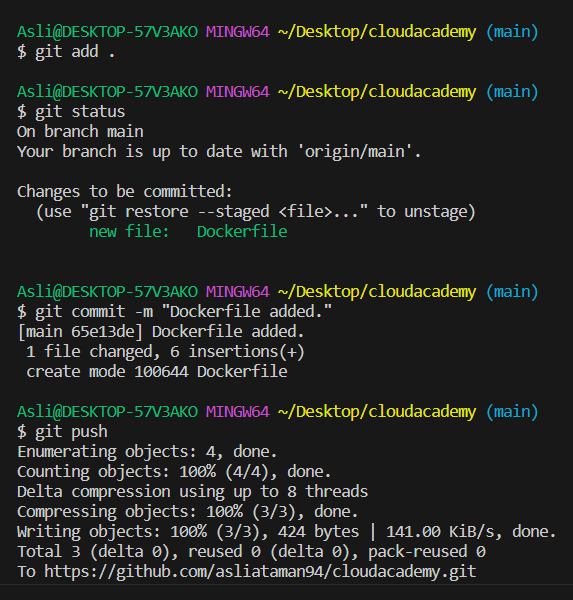 Asli@DESKTOP-57V3AKO MINGW64 ~/Desktop/cloudacademy (main)
$ git add .
Asli@DESKTOP-57V3AKO MINGW64 ~/Desktop/cloudacademy (main)
$ git status
On branch main
Your branch is up to date with 'origin/main'.
Changes to be committed:
  (use "git restore --staged <file>..." to unstage)
        new file:   Dockerfile
Asli@DESKTOP-57V3AKO MINGW64 ~/Desktop/cloudacademy (main)
$ git commit -m "Dockerfile added."
[main 65e13de] Dockerfile added.
 1 file changed, 6 insertions(+)
 create mode 100644 Dockerfile
Asli@DESKTOP-57V3AKO MINGW64 ~/Desktop/cloudacademy (main)
$ git push
Enumerating objects: 4, done.
Counting objects: 100% (4/4), done.
Delta compression using up to 8 threads
Compressing objects: 100% (3/3), done.
Writing objects: 100% (3/3), 424 bytes | 141.00 KiB/s, done.
Total 3 (delta 0), reused 0 (delta 0), pack-reused 0
To https://github.com/asliataman94/cloudacademy.git